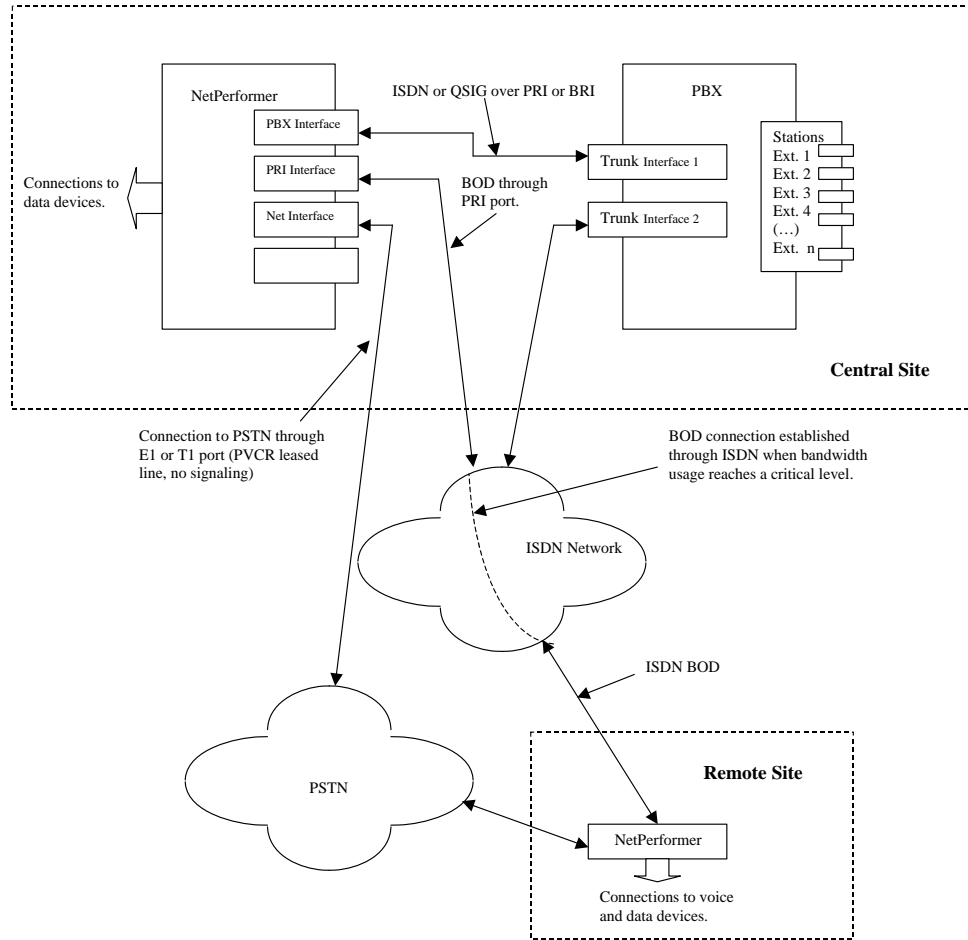 NetPerformer
PBX Interface
PRI Interface
Net Interface
Connections to
data devices.
ISDN or QSIG over PRI or BRI
BOD through
PRI port.
PBX
Trunk Interface 1
Trunk Interface 2
Stations
Ext. 1
Ext. 2
Ext. 3
Ext. 4
(…)
Ext. n
Central Site
Connection to PSTN through
E1 or T1 port (PVCR leased
line, no signaling)
BOD connection established
through ISDN when bandwidth
usage reaches a critical level.
ISDN Network
ISDN BOD
PSTN
Remote Site
NetPerformer
Connections to voice
and data devices.